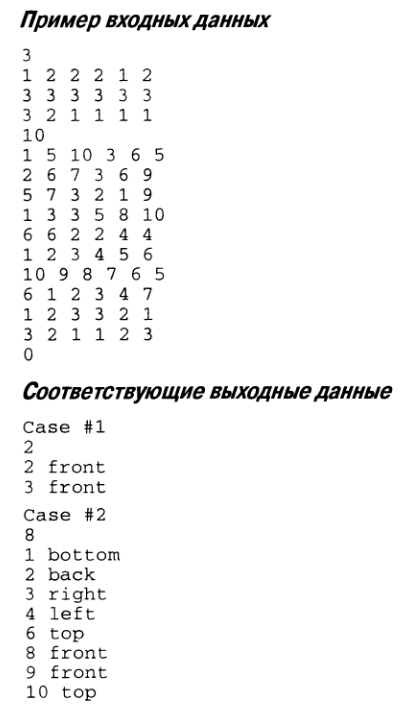 Пример входных данных
3
1 2 2 2 1 2
3 3 3 3 3 3
3 2 1 1 1 1
10
1 5 10 3 6 5
2 6 7 3 6 9
5 7 3 2 1 9
1 3 3 5 8 10
6 6 2 2 4 4
1 2 3 4 5 6
10 9 8 7 6 5
6 1 2 3 4 7
1 2 3 3 2 1
3 2 1 1 2 3
0
Соответствующие выходные данные
Case #1
2
2 front
3 front
Case #2
8
1 bottom
2 back
3 right
4 left
6 top
8 front
9 front
10 top